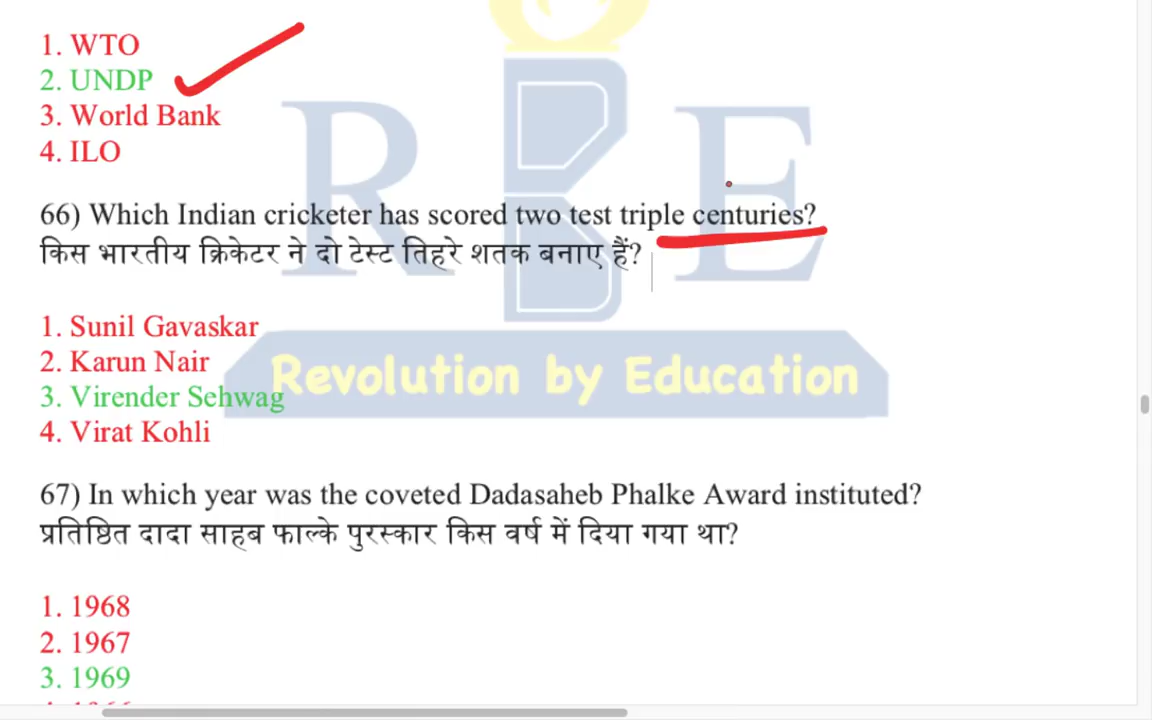 1. WTO
2. UNDP
3. World Bank
4. ILO
66) Which Indian cricketer has scored two test triple centuries?
किस भारतीय क्रिकेटर ने दो टेस्ट तिहरे शतक बनाए हैं?
1. Sunil Gavaskar
2. Karun Nair
3. Virender Sehwag
4. Virat Kohli
67) In which year was the coveted Dadasaheb Phalke Award instituted?
प्रतिष्ठित दादा साहब फाल्के पुरस्कार किस वर्ष में दिया गया था?
1. 1968
2. 1967
3. 1969
RBE
Revolution by Education